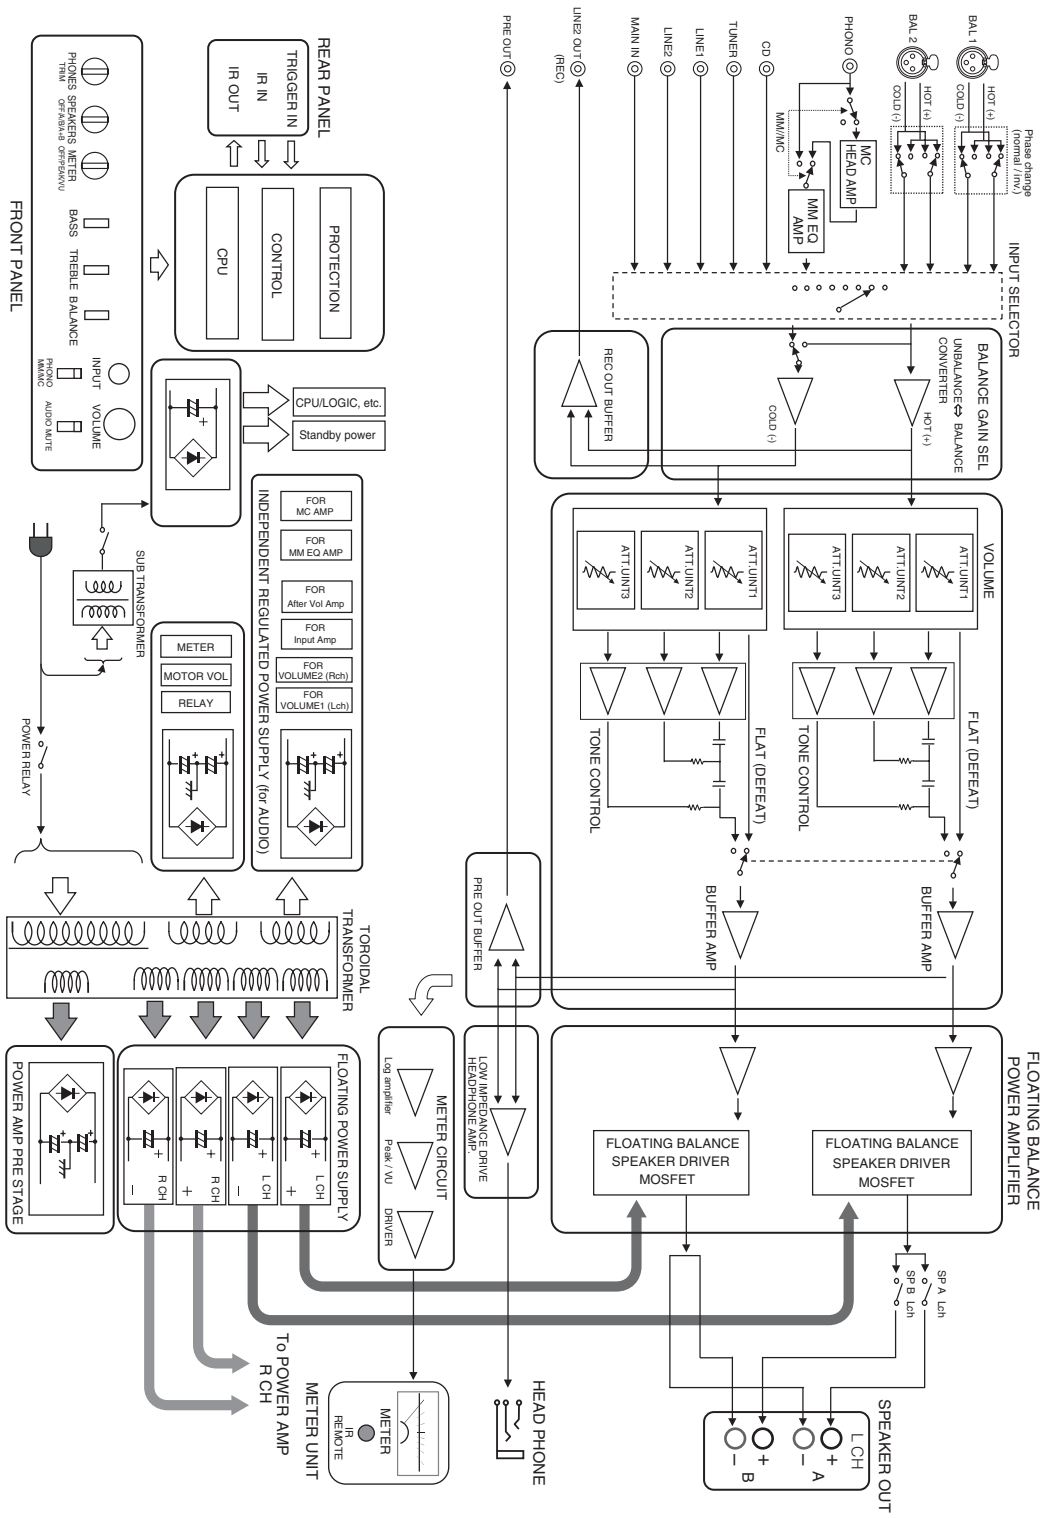 BAL 1
BAL 2
PHONO
CD
TUNER
LINE1
LINE2
MAIN IN
LINE2 OUT
(REC)
PRE OUT
HOT (+)
COLD (-)
HOT (+)
COLD (-)
Phase change
(normal / inv.)
MM//MC
MC
HEAD AMP
MM EQ
AMP
INPUT SELECTOR
BALANCE GAIN SEL
UNBALANCE⇔BALANCE
CONVERTER
HOT (+)
COLD (-)
REC OUT BUFFER
VOLUME
ATT.UINT1
ATT.UINT2
ATT.UINT3
ATT.UINT1
ATT.UINT2
ATT.UINT3
FLAT (DEFEAT)
TONE CONTROL
FLAT (DEFEAT)
TONE CONTROL
BUFFER AMP
BUFFER AMP
PRE OUT BUFFER
FLOATING BALANCE
POWER AMPLIFIER
FLOATING BALANCE
SPEAKER DRIVER
MOSFET
FLOATING BALANCE
SPEAKER DRIVER
MOSFET
SP A Lch
SP B Lch
SPEAKER OUT
L CH
+
−
A
+
−
B
LOW IMPEDANCE DRIVE
HEADPHONE AMP.
HEAD PHONE
METER CIRCUIT
Log amplifier
Peak / VU
DRIVER
METER
IR
REMOTE
METER UNIT
REAR PANEL
TRIGGER IN
IR IN
IR OUT
PROTECTION
CONTROL
CPU
PHONES
TRIM
SPEAKERS
OFF/A/B/A+B
METER
OFF/PEAK/VU
BASS
TREBLE
BALANCE
INPUT
PHONO
MM/MC
VOLUME
AUDIO MUTE
FRONT PANEL
CPU/LOGIC, etc.
Standby power
+
INDEPENDENT REGULATED POWER SUPPLY (for AUDIO)
FOR
MC AMP
FOR
MM EQ AMP
FOR
After Vol Amp
FOR
Input Amp
FOR
VOLUME2 (Rch)
FOR
VOLUME1 (Lch)
+
+
METER
MOTOR VOL
RELAY
+
+
SUB TRANSFORMER
POWER RELAY
TOROIDAL
TRANSFORMER
FLOATING POWER SUPPLY
+
L CH
+
+
L CH
−
+
R CH
+
+
R CH
−
POWER AMP PRE STAGE
+
+
To POWER AMP
R CH